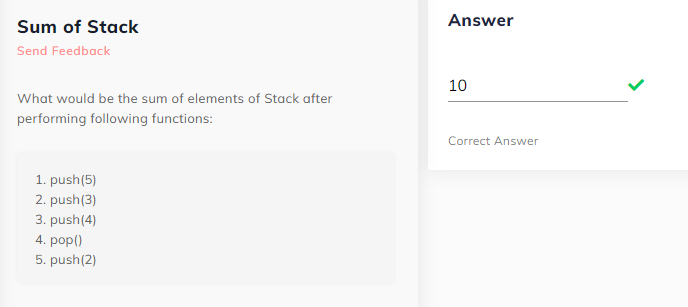 Sum of Stack
Send Feedback
What would be the sum of elements of Stack after
performing following functions:
1. push(5)
2. push(3)
3. push(4)
4. pop()
5. push(2)
Answer
10
Correct Answer